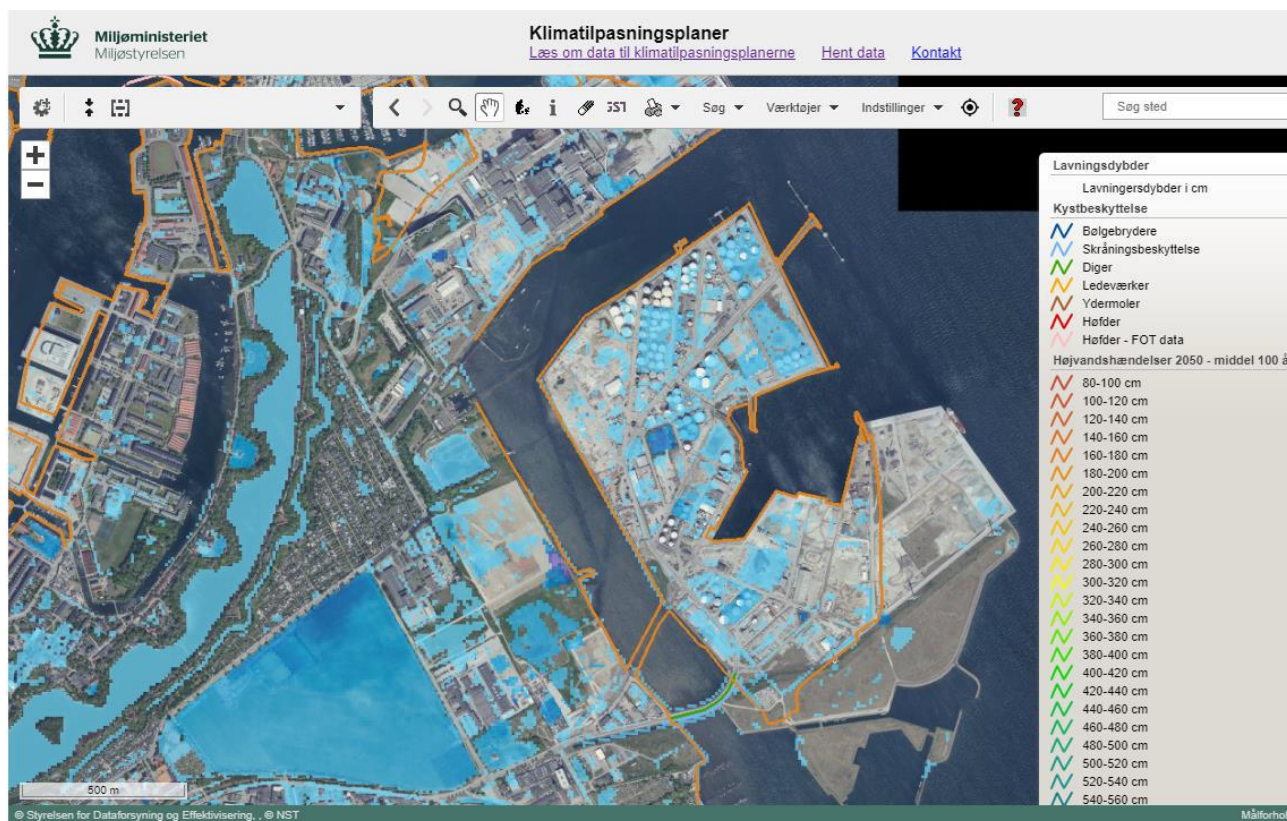 Miljøministeriet
Miljøstyrelsen
Klimatilpasningsplaner
Læs om data til klimatilpasningsplanerne Hent data Kontakt
Søg Værktøjer Indstillinger ? Søg sted
+
−
Lavningsdybder
Lavningersdybder i cm
Kystbeskyttelse
Bølgebrydere
Skråningsbeskyttelse
Diger
Ledeværker
Ydermoler
Høfder
Høfder - FOT data
Højvandshændelser 2050 - middel 100 å
80-100 cm
100-120 cm
120-140 cm
140-160 cm
160-180 cm
180-200 cm
200-220 cm
220-240 cm
240-260 cm
260-280 cm
280-300 cm
300-320 cm
320-340 cm
340-360 cm
360-380 cm
380-400 cm
400-420 cm
420-440 cm
440-460 cm
460-480 cm
480-500 cm
500-520 cm
520-540 cm
540-560 cm
500 m
© Styrelsen for Dataforsyning og Effektivisering, , © NST Målforhol